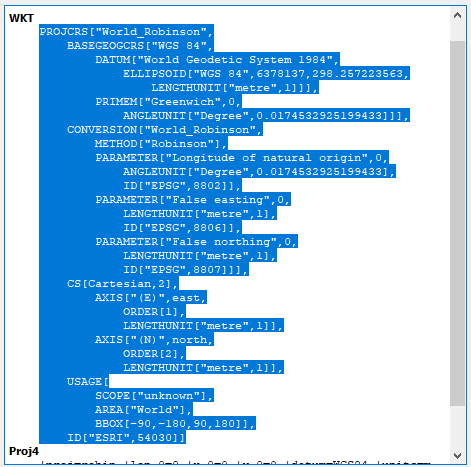 WKT
PROJCRS["World_Robinson",
BASEGEOGCRS["WGS 84",
DATUM["World Geodetic System 1984",
ELLIPSOID["WGS 84",6378137,298.257223563,
LENGTHUNIT["metre",1]]],
PRIMEM["Greenwich",0,
ANGLEUNIT["Degree",0.0174532925199433]]],
CONVERSION["World_Robinson",
METHOD["Robinson"],
PARAMETER["Longitude of natural origin",0,
ANGLEUNIT["Degree",0.0174532925199433],
ID["EPSG",8802]],
PARAMETER["False easting",0,
LENGTHUNIT["metre",1],
ID["EPSG",8806]],
PARAMETER["False northing",0,
LENGTHUNIT["metre",1],
ID["EPSG",8807]]],
CS[Cartesian,2],
AXIS["(E)",east,
ORDER[1],
LENGTHUNIT["metre",1]],
AXIS["(N)",north,
ORDER[2],
LENGTHUNIT["metre",1]],
USAGE[
SCOPE["unknown"],
AREA["World"],
BBOX[-90,-180,90,180]],
ID["ESRI",54030]]
Proj4